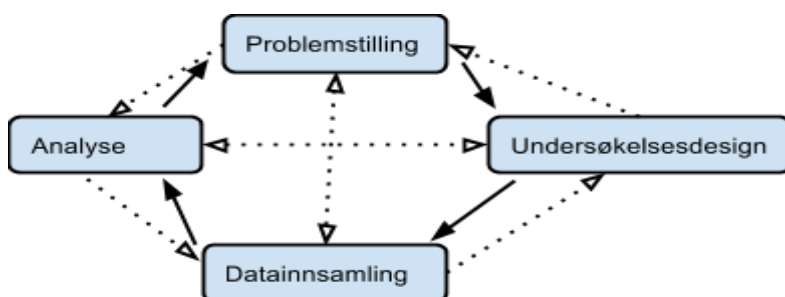 Problemstilling
Analyse
Undersøkelsesdesign
Datainnsamling